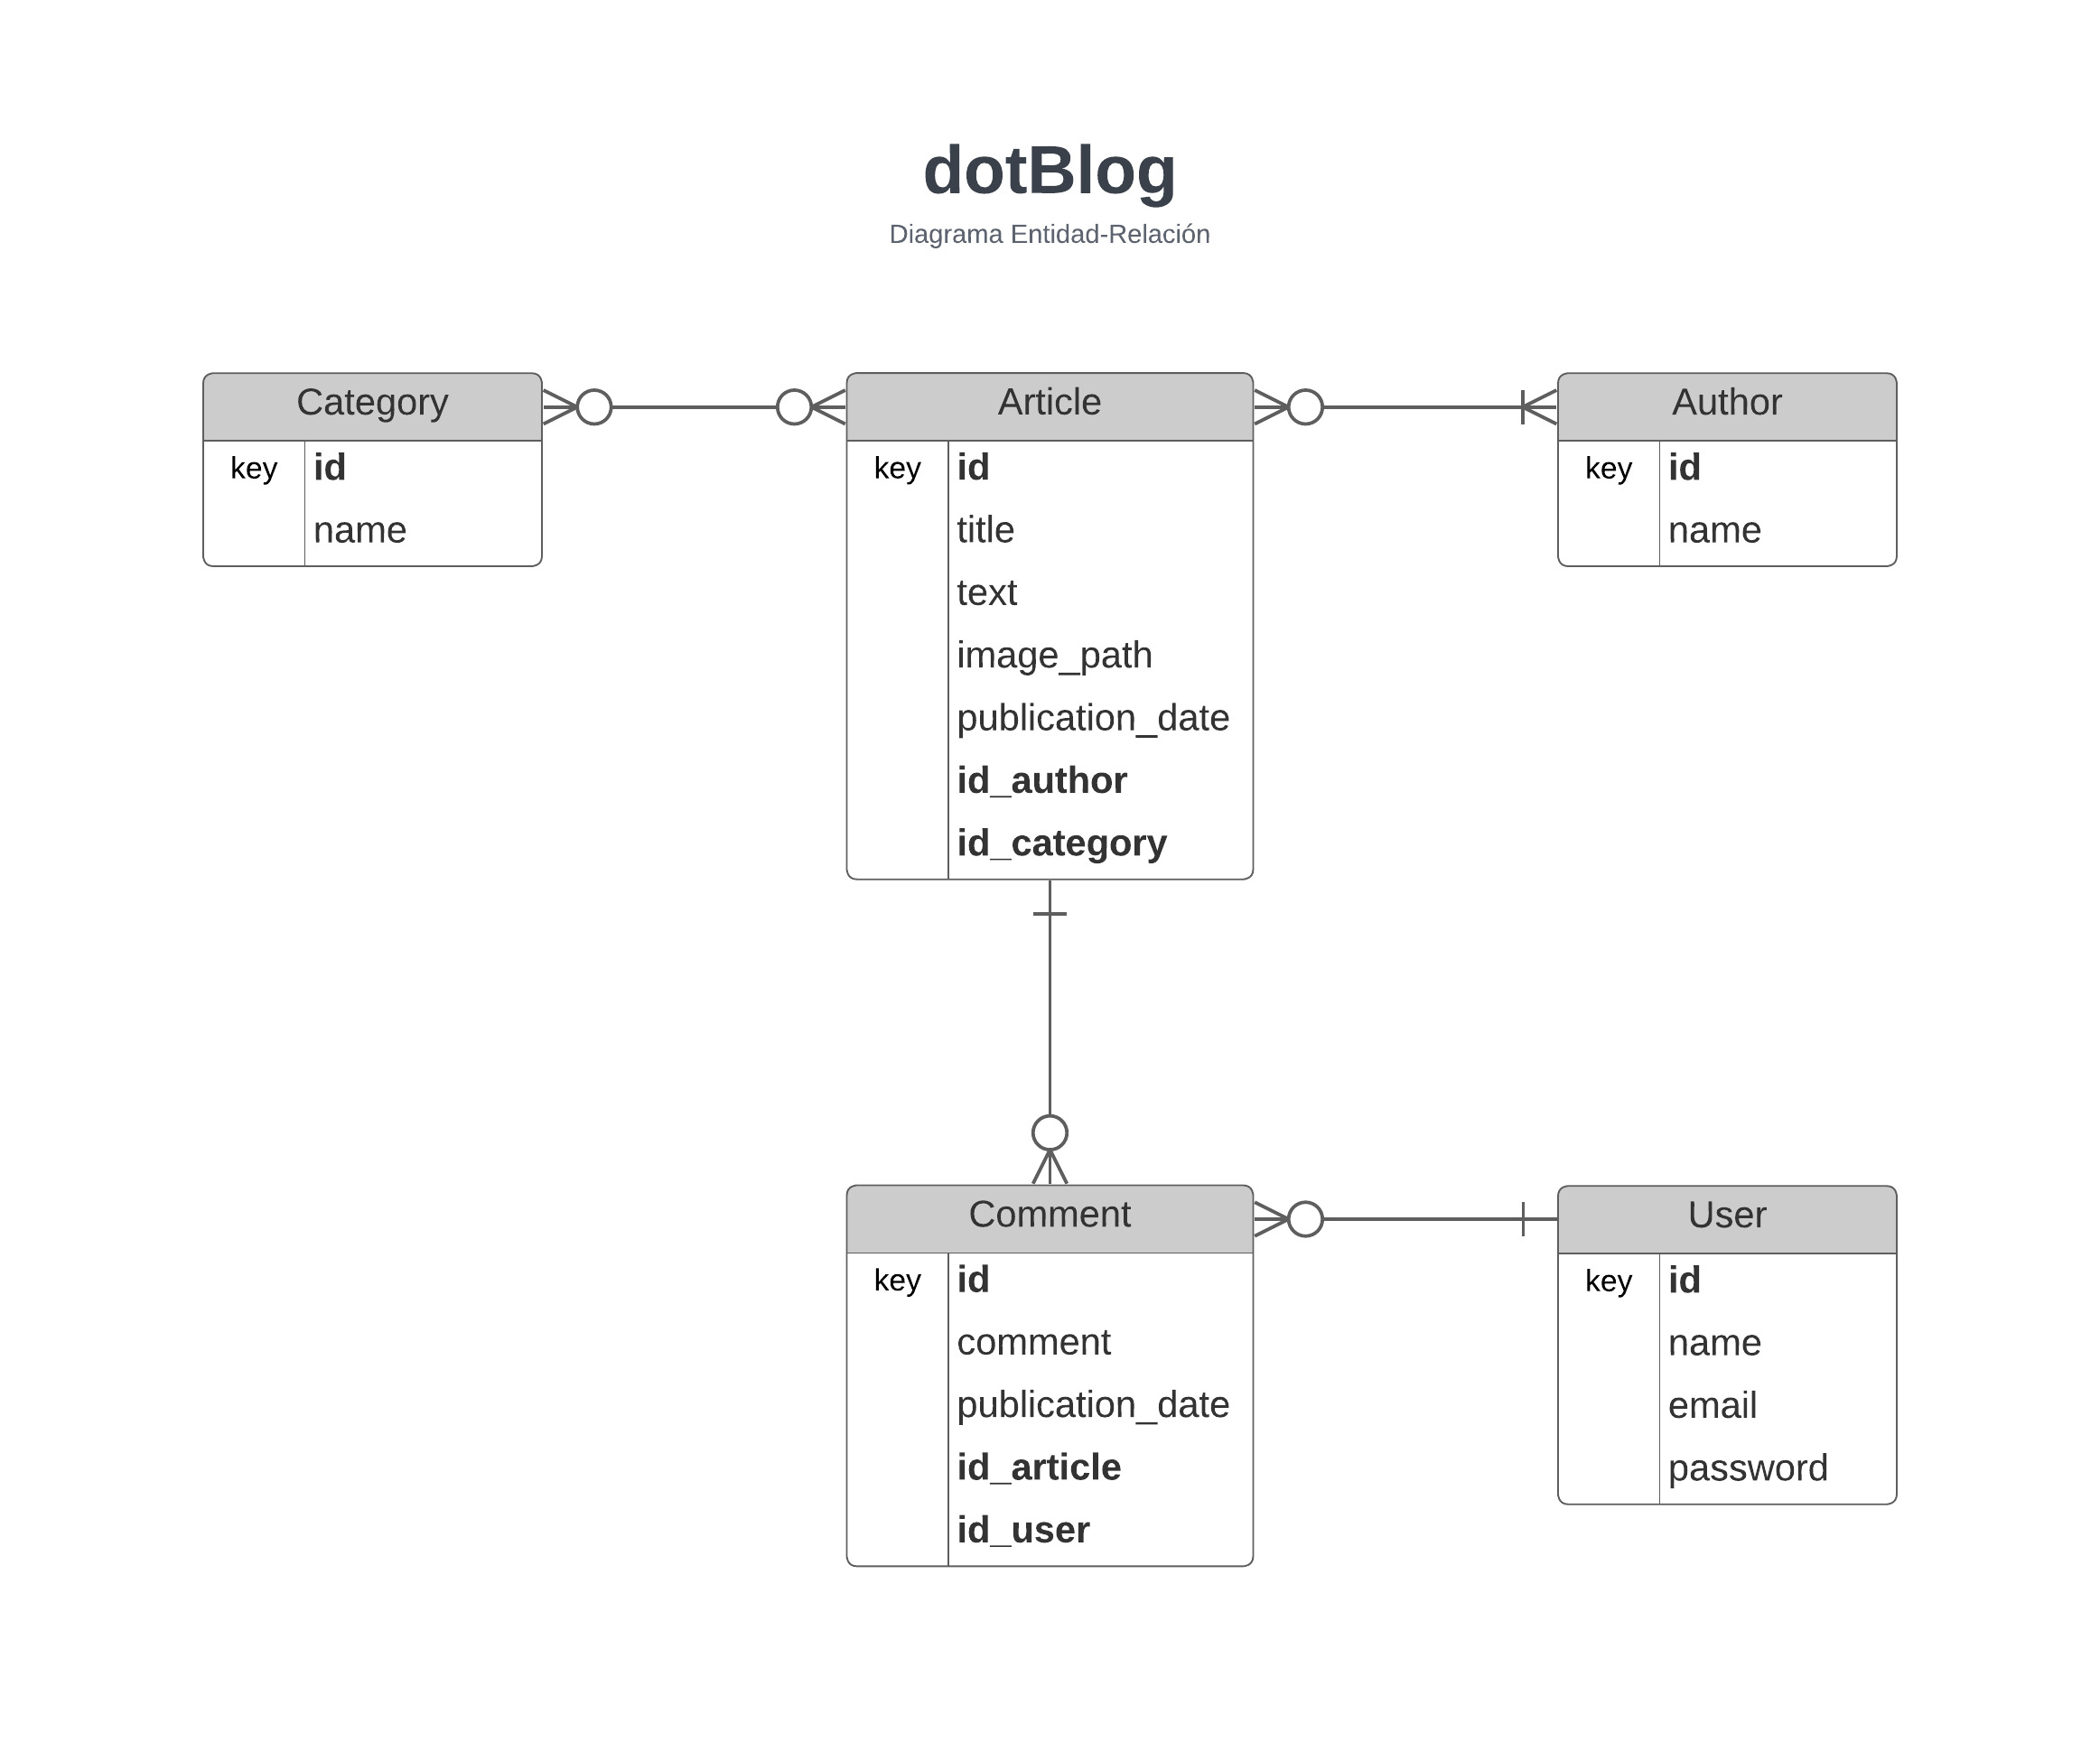 dotBlog
Diagrama Entidad-Relación
Category
key id
name
Article
key id
title
text
image_path
publication_date
id_author
id_category
Author
key id
name
Comment
key id
comment
publication_date
id_article
id_user
User
key id
name
email
password